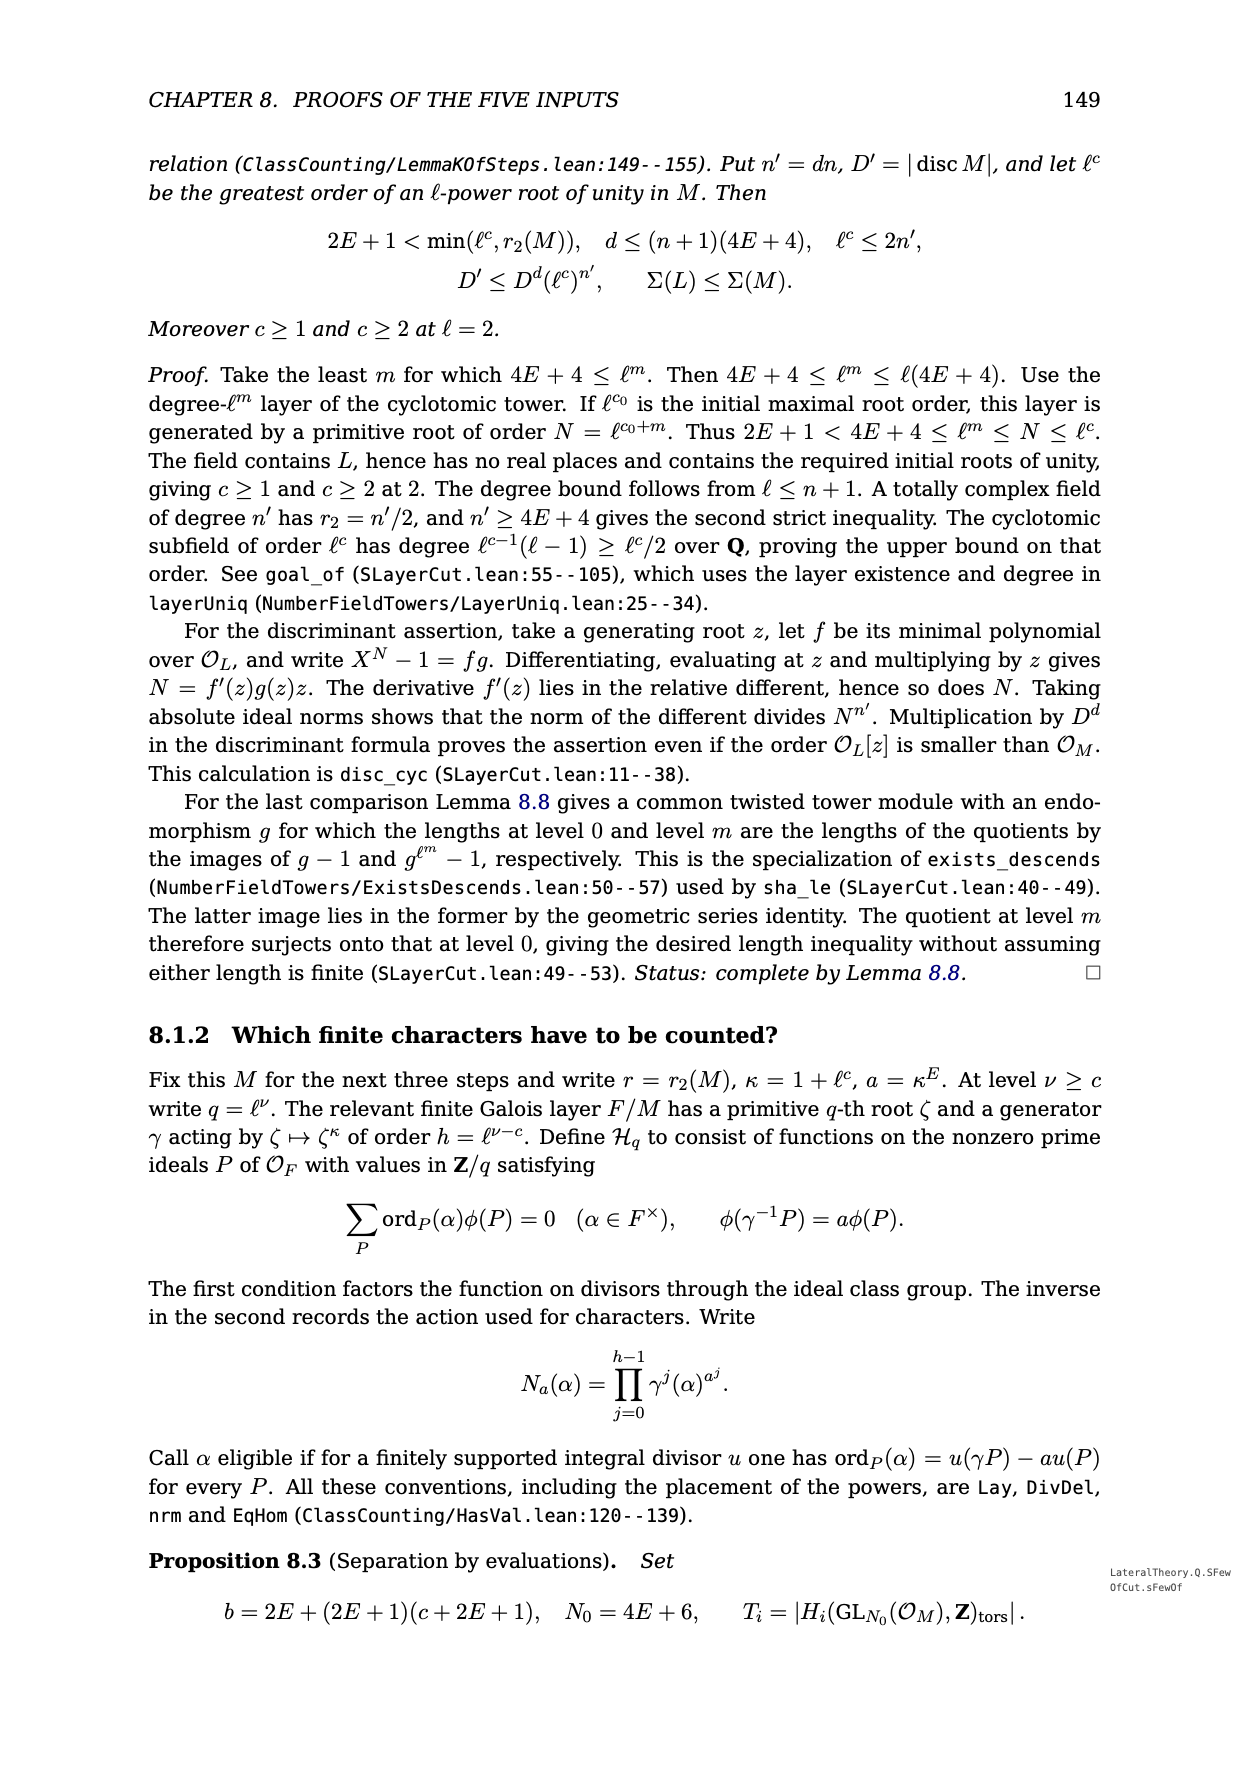 CHAPTER 8. PROOFS OF THE FIVE INPUTS 149
relation (ClassCounting/LemmaKOfSteps.lean:149--155). Put n′ = dn, D′ = | disc M|, and let ℓ^c
be the greatest order of an ℓ-power root of unity in M. Then
2E + 1 < min(ℓ^c, r₂(M)), d ≤ (n + 1)(4E + 4), ℓ^c ≤ 2n′,
D′ ≤ D^d(ℓ^c)^{n′}, Σ(L) ≤ Σ(M).
Moreover c ≥ 1 and c ≥ 2 at ℓ = 2.
Proof. Take the least m for which 4E + 4 ≤ ℓ^m. Then 4E + 4 ≤ ℓ^m ≤ ℓ(4E + 4). Use the
degree-ℓ^m layer of the cyclotomic tower. If ℓ^{c₀} is the initial maximal root order, this layer is
generated by a primitive root of order N = ℓ^{c₀+m}. Thus 2E + 1 < 4E + 4 ≤ ℓ^m ≤ N ≤ ℓ^c.
The field contains L, hence has no real places and contains the required initial roots of unity,
giving c ≥ 1 and c ≥ 2 at 2. The degree bound follows from ℓ ≤ n + 1. A totally complex field
of degree n′ has r₂ = n′/2, and n′ ≥ 4E + 4 gives the second strict inequality. The cyclotomic
subfield of order ℓ^c has degree ℓ^{c−1}(ℓ − 1) ≥ ℓ^c/2 over Q, proving the upper bound on that
order. See goal_of (SLayerCut.lean:55--105), which uses the layer existence and degree in
layerUniq (NumberFieldTowers/LayerUniq.lean:25--34).
For the discriminant assertion, take a generating root z, let f be its minimal polynomial
over 𝒪_L, and write X^N − 1 = fg. Differentiating, evaluating at z and multiplying by z gives
N = f′(z)g(z)z. The derivative f′(z) lies in the relative different, hence so does N. Taking
absolute ideal norms shows that the norm of the different divides N^{n′}. Multiplication by D^d
in the discriminant formula proves the assertion even if the order 𝒪_L[z] is smaller than 𝒪_M.
This calculation is disc_cyc (SLayerCut.lean:11--38).
For the last comparison Lemma 8.8 gives a common twisted tower module with an endo-
morphism g for which the lengths at level 0 and level m are the lengths of the quotients by
the images of g − 1 and g^{ℓ^m} − 1, respectively. This is the specialization of exists_descends
(NumberFieldTowers/ExistsDescends.lean:50--57) used by sha_le (SLayerCut.lean:40--49).
The latter image lies in the former by the geometric series identity. The quotient at level m
therefore surjects onto that at level 0, giving the desired length inequality without assuming
either length is finite (SLayerCut.lean:49--53). Status: complete by Lemma 8.8. □
8.1.2 Which finite characters have to be counted?
Fix this M for the next three steps and write r = r₂(M), κ = 1 + ℓ^c, a = κ^E. At level ν ≥ c
write q = ℓ^ν. The relevant finite Galois layer F/M has a primitive q-th root ζ and a generator
γ acting by ζ ↦ ζ^κ of order h = ℓ^{ν−c}. Define ℋ_q to consist of functions on the nonzero prime
ideals P of 𝒪_F with values in Z/q satisfying
∑_P ord_P(α)ϕ(P) = 0 (α ∈ F^×), ϕ(γ^{−1}P) = aϕ(P).
The first condition factors the function on divisors through the ideal class group. The inverse
in the second records the action used for characters. Write
N_a(α) = ∏_{j=0}^{h−1} γ^j(α)^{a^j}.
Call α eligible if for a finitely supported integral divisor u one has ord_P(α) = u(γP) − au(P)
for every P. All these conventions, including the placement of the powers, are Lay, DivDel,
nrm and EqHom (ClassCounting/HasVal.lean:120--139).
Proposition 8.3 (Separation by evaluations). Set
LateralTheory.Q.SFew
OfCut.sFewOf
b = 2E + (2E + 1)(c + 2E + 1), N₀ = 4E + 6, T_i = |H_i(GL_{N₀}(𝒪_M), Z)_tors| .